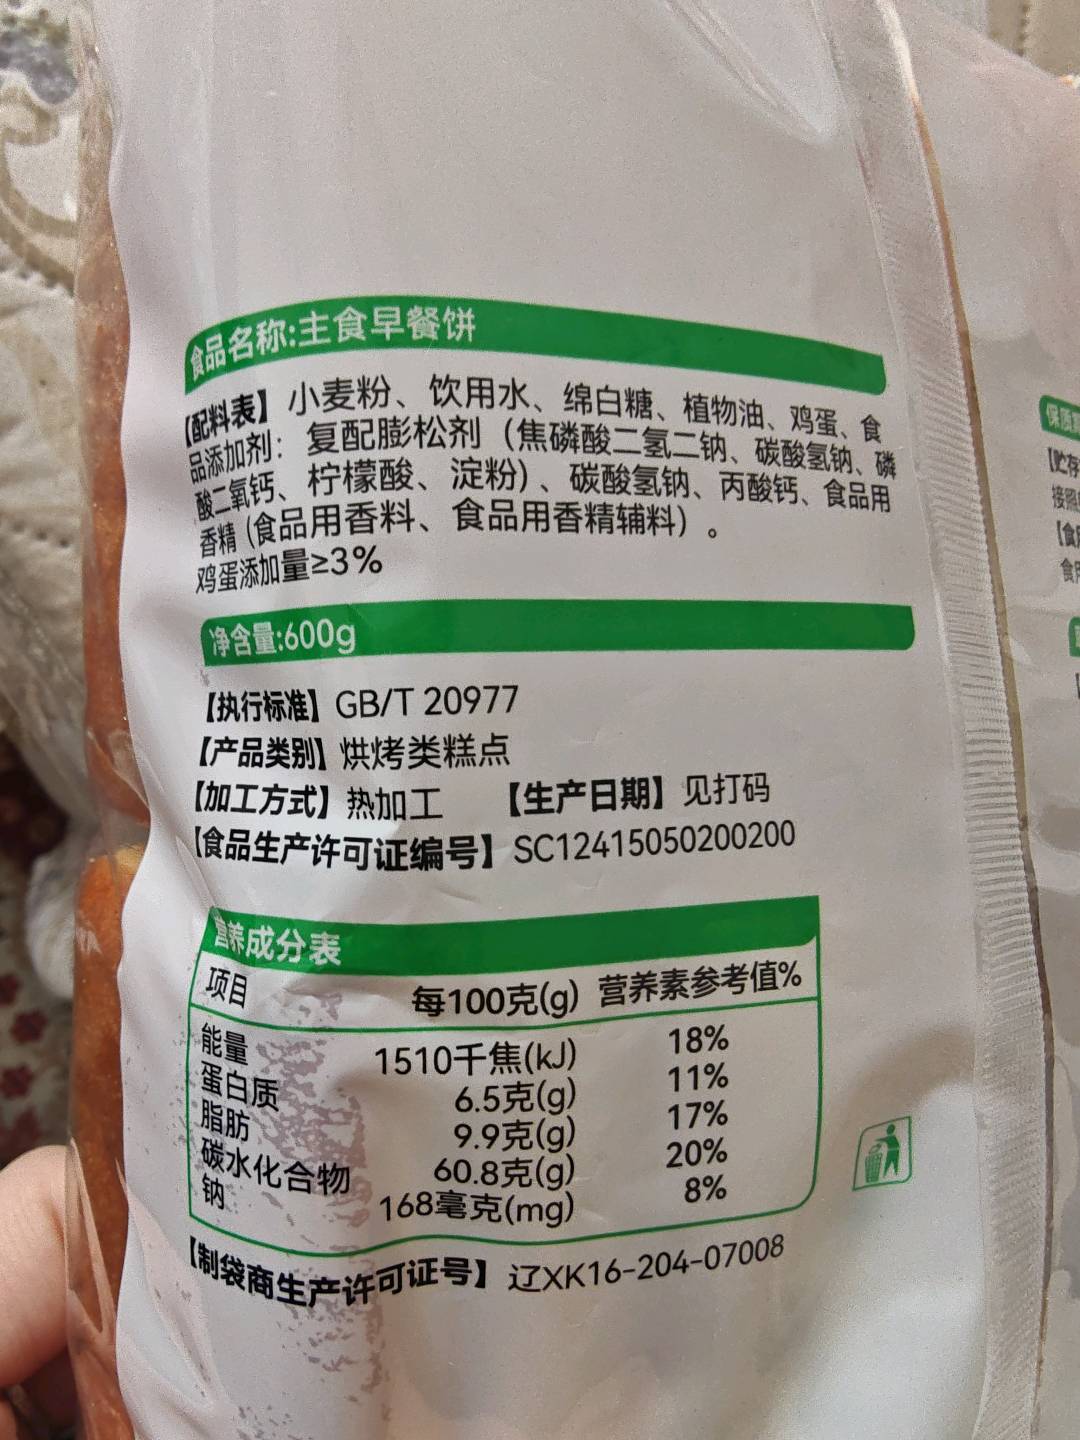 食品名称:主食早餐饼
【配料表】小麦粉、饮用水、绵白糖、植物油、鸡蛋、食
品添加剂：复配膨松剂（焦磷酸二氢二钠、碳酸氢钠、磷
酸二氧钙、柠檬酸、淀粉）、碳酸氢钠、丙酸钙、食品用
香精（食品用香料、食品用香精辅料）。
鸡蛋添加量≥3%
净含量:600g
【执行标准】GB/T 20977
【产品类别】烘烤类糕点
【加工方式】热加工 【生产日期】见打码
【食品生产许可证编号】SC12415050200200
营养成分表
项目 每100克(g) 营养素参考值%
能量 1510千焦(kJ) 18%
蛋白质 6.5克(g) 11%
脂肪 9.9克(g) 17%
碳水化合物 60.8克(g) 20%
钠 168毫克(mg) 8%
【制袋商生产许可证号】辽XK16-204-07008
保质
【贮存
接照
【食
食